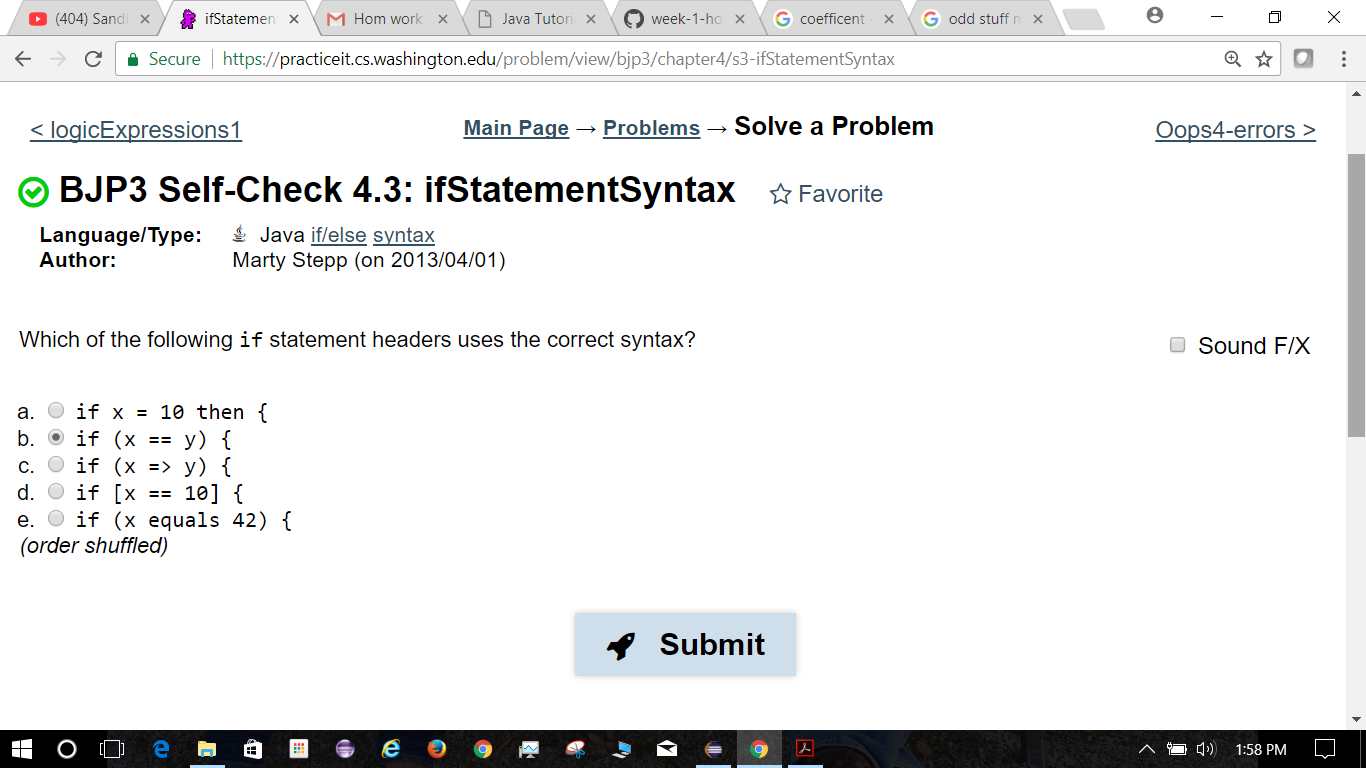 (404) Sandl
ifStatemen
Hom work
Java Tutori
week-1-ho
coefficent
odd stuff n
Secure
https://practiceit.cs.washington.edu/problem/view/bjp3/chapter4/s3-ifStatementSyntax
< logicExpressions1
Main Page → Problems → Solve a Problem
Oops4-errors >
BJP3 Self-Check 4.3: ifStatementSyntax
Favorite
Language/Type: Java if/else syntax
Author: Marty Stepp (on 2013/04/01)
Which of the following if statement headers uses the correct syntax?
Sound F/X
a. if x = 10 then {
b. if (x == y) {
c. if (x => y) {
d. if [x == 10] {
e. if (x equals 42) {
(order shuffled)
Submit
1:58 PM